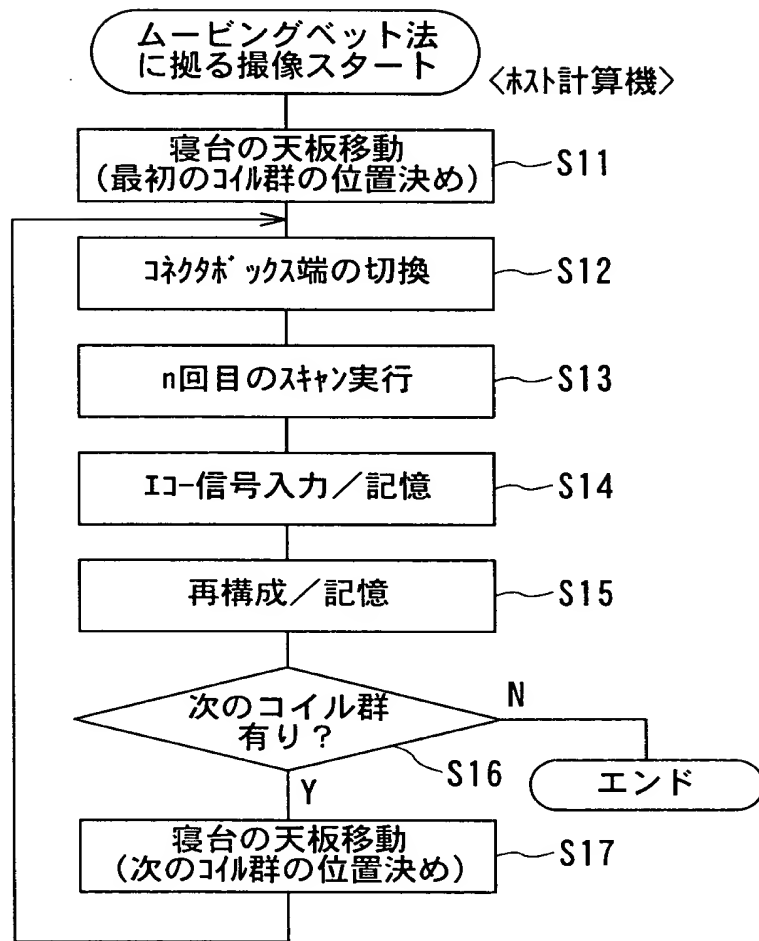 ムービングベット法
に拠る撮像スタート
〈ﾎｽﾄ計算機〉
寝台の天板移動
(最初のｺｲﾙ群の位置決め)
S11
ｺﾈｸﾀﾎﾞｯｸｽ端の切換
S12
n回目のｽｷｬﾝ実行
S13
ｴｺｰ信号入力／記憶
S14
再構成／記憶
S15
次のコイル群
有り？
N
S16
エンド
Y
寝台の天板移動
(次のｺｲﾙ群の位置決め)
S17